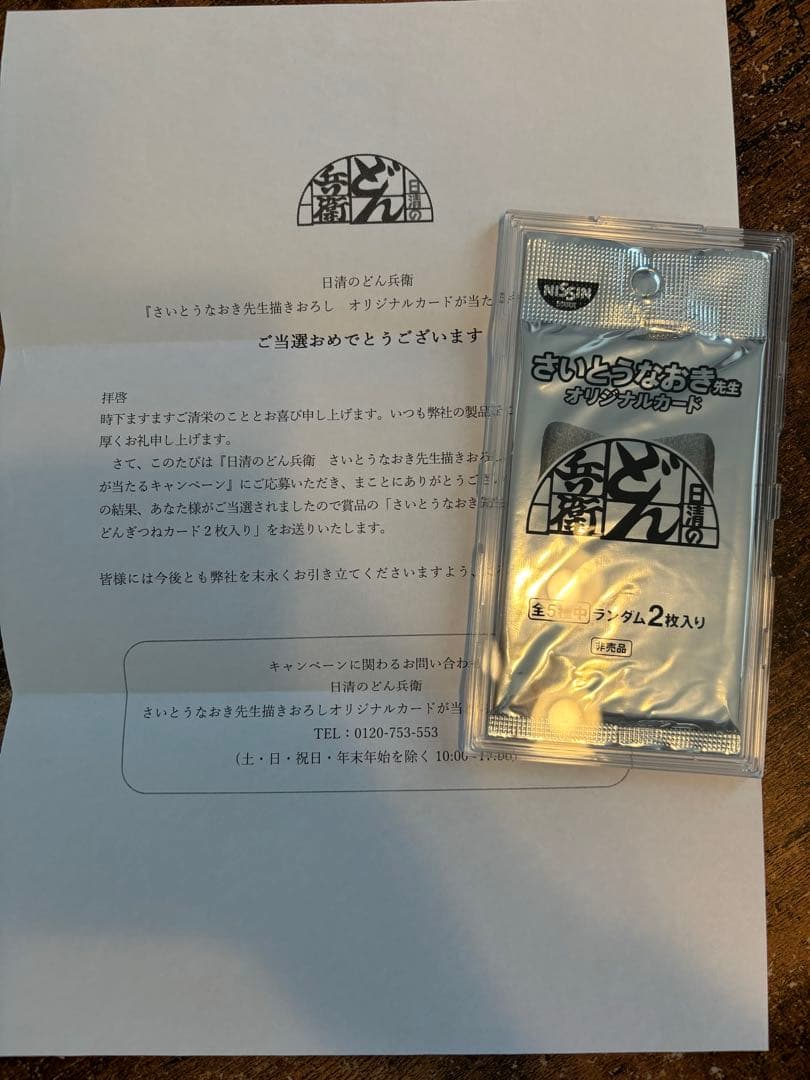 日清の
どん
兵衛
日清のどん兵衛
『さいとうなおき先生描きおろし　オリジナルカードが当た
ご当選おめでとうございます
拝啓
時下ますますご清栄のこととお喜び申し上げます。いつも弊社の製品
厚くお礼申し上げます。
さて、このたびは『日清のどん兵衛　さいとうなおき先生描きおろ
が当たるキャンペーン』にご応募いただき、まことにありがとうござい
の結果、あなた様がご当選されましたので賞品の「さいとうなおき
どんぎつねカード２枚入り」をお送りいたします。
皆様には今後とも弊社を末永くお引き立てくださいますよう、
キャンペーンに関わるお問い合わ
日清のどん兵衛
さいとうなおき先生描きおろしオリジナルカードが当
TEL：0120-753-553
（土・日・祝日・年末年始を除く 10:00-17:00）
NISSIN
さいとうなおき先生
オリジナルカード
日清の
どん
兵衛
全5種中 ランダム2枚入り
非売品